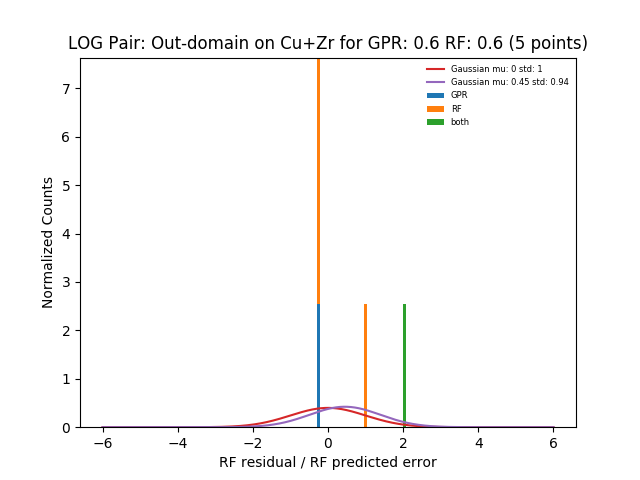 LOG Pair: Out-domain on Cu+Zr for GPR: 0.6 RF: 0.6 (5 points)
Gaussian mu: 0 std: 1
Gaussian mu: 0.45 std: 0.94
GPR
RF
both
Normalized Counts
7
6
5
4
3
2
1
0
−6 −4 −2 0 2 4 6
RF residual / RF predicted error